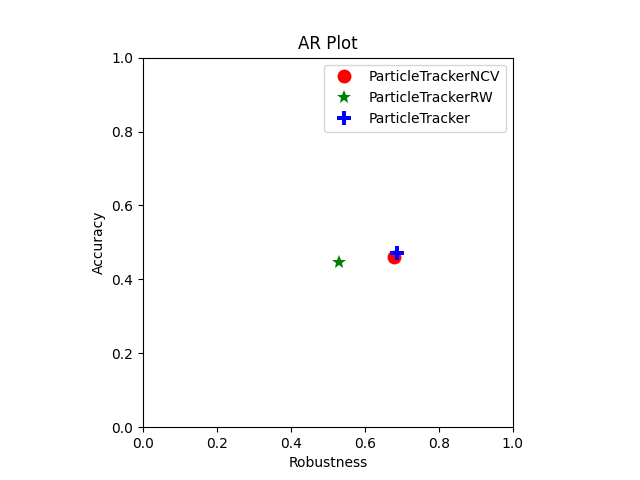 AR Plot
ParticleTrackerNCV
ParticleTrackerRW
ParticleTracker
Accuracy
1.0
0.8
0.6
0.4
0.2
0.0
0.0 0.2 0.4 0.6 0.8 1.0
Robustness